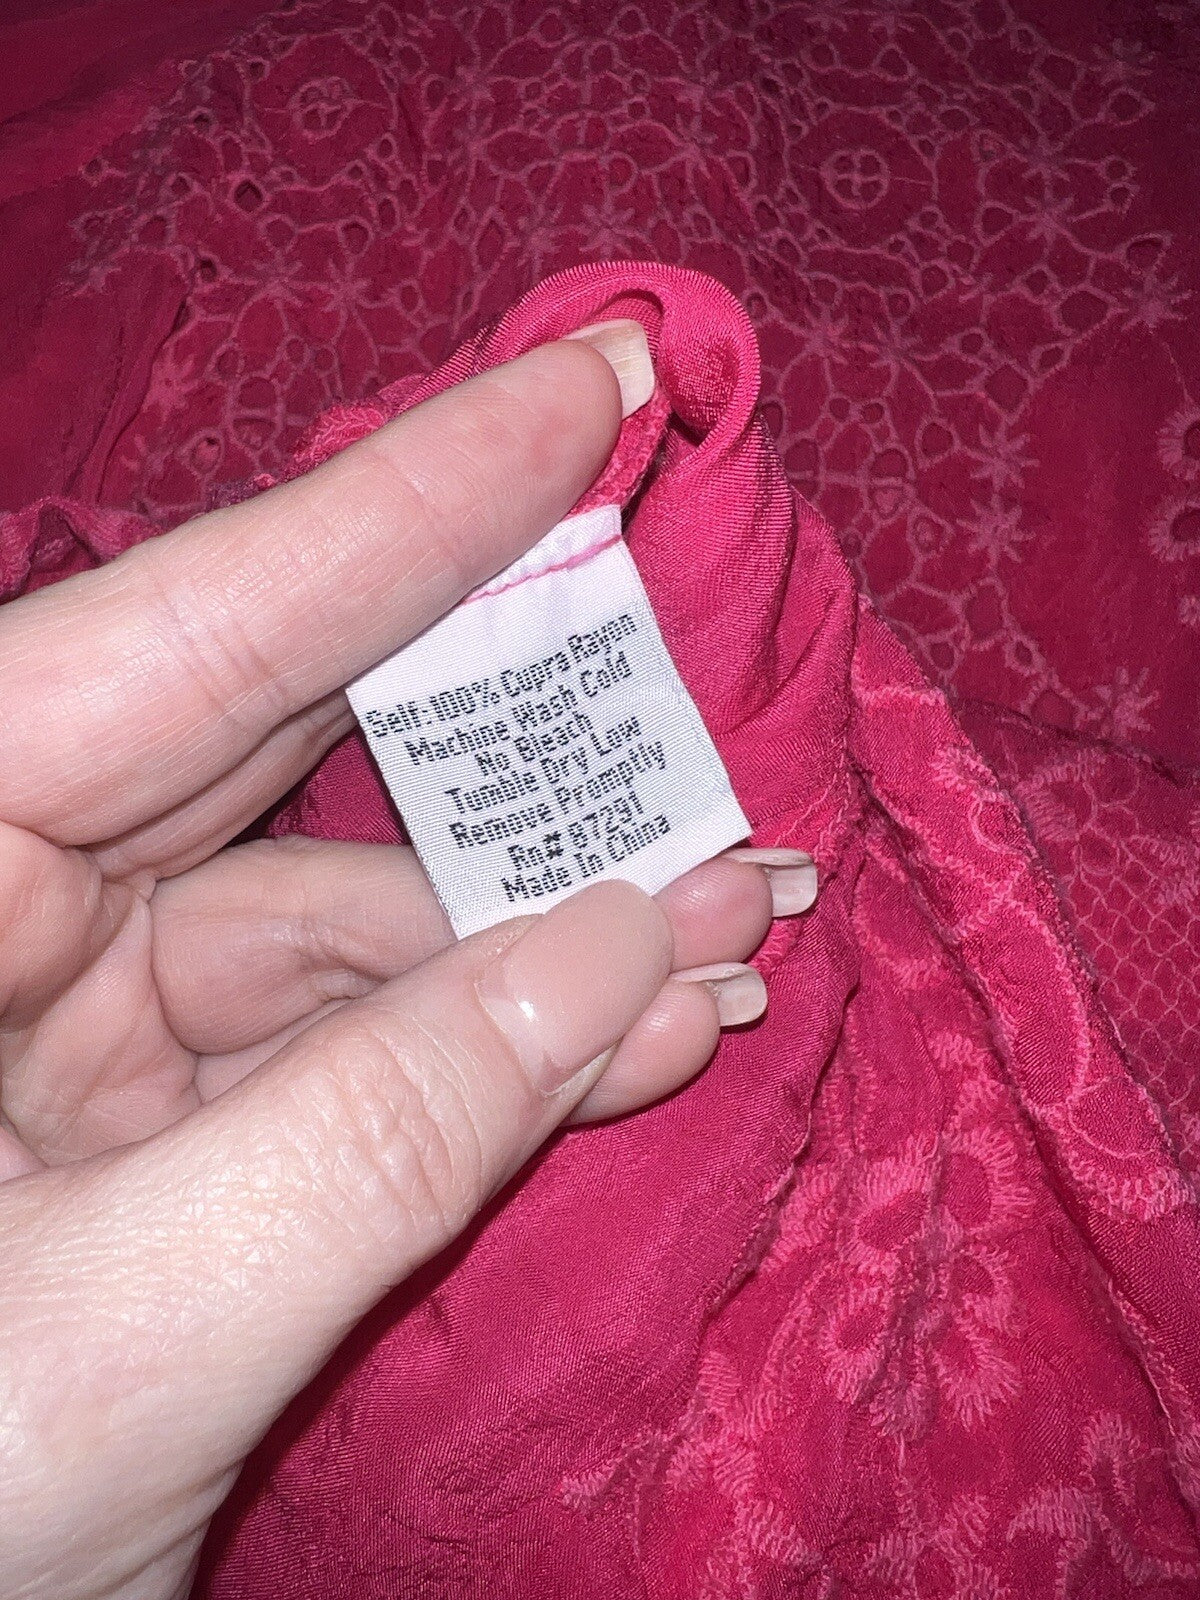 Self: 100% Cupra Rayon
Machine Wash Cold
No Bleach
Tumble Dry Low
Remove Promptly
Rn# 87291
Made In China